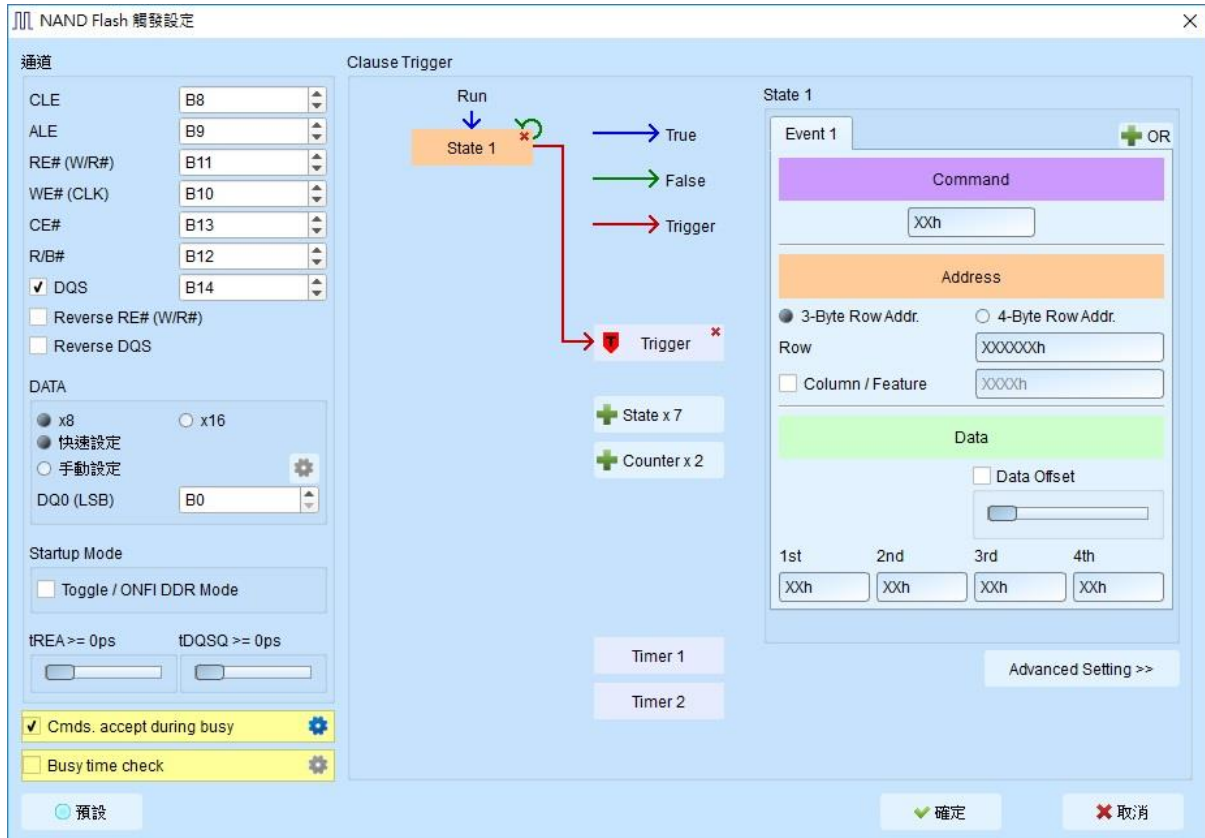 NAND Flash 觸發設定
通道
CLE B8
ALE B9
RE# (W/R#) B11
WE# (CLK) B10
CE# B13
R/B# B12
DQS B14
Reverse RE# (W/R#)
Reverse DQS
DATA
x8 x16
快速設定
手動設定
DQ0 (LSB) B0
Startup Mode
Toggle / ONFI DDR Mode
tREA>= 0ps tDQSQ >= 0ps
Cmds. accept during busy
Busy time check
預設
Clause Trigger
Run
State 1
True
False
Trigger
T Trigger
State x 7
Counter x 2
Timer 1
Timer 2
State 1
Event 1 OR
Command
XXh
Address
3-Byte Row Addr. 4-Byte Row Addr.
Row XXXXXXh
Column / Feature XXXXh
Data
Data Offset
1st 2nd 3rd 4th
XXh XXh XXh XXh
Advanced Setting >>
確定 取消